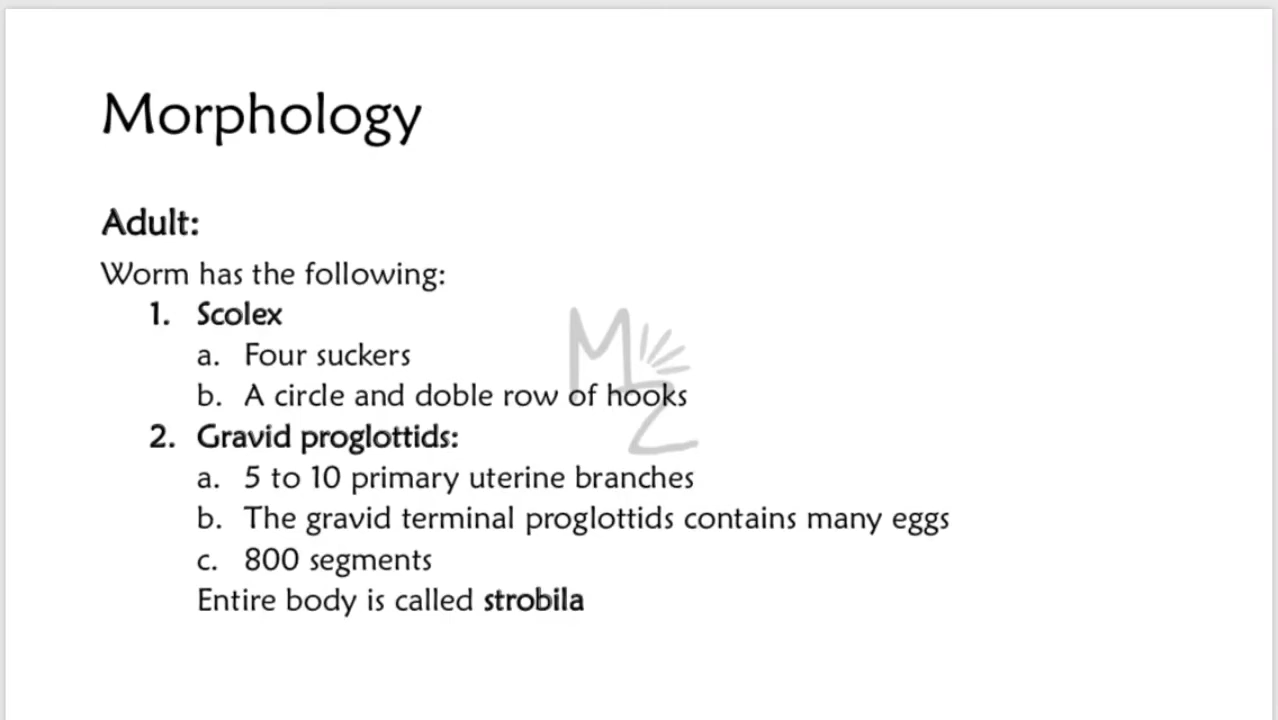 Morphology
Adult:
Worm has the following:
1. Scolex
a. Four suckers
b. A circle and doble row of hooks
2. Gravid proglottids:
a. 5 to 10 primary uterine branches
b. The gravid terminal proglottids contains many eggs
c. 800 segments
Entire body is called strobila
MZ